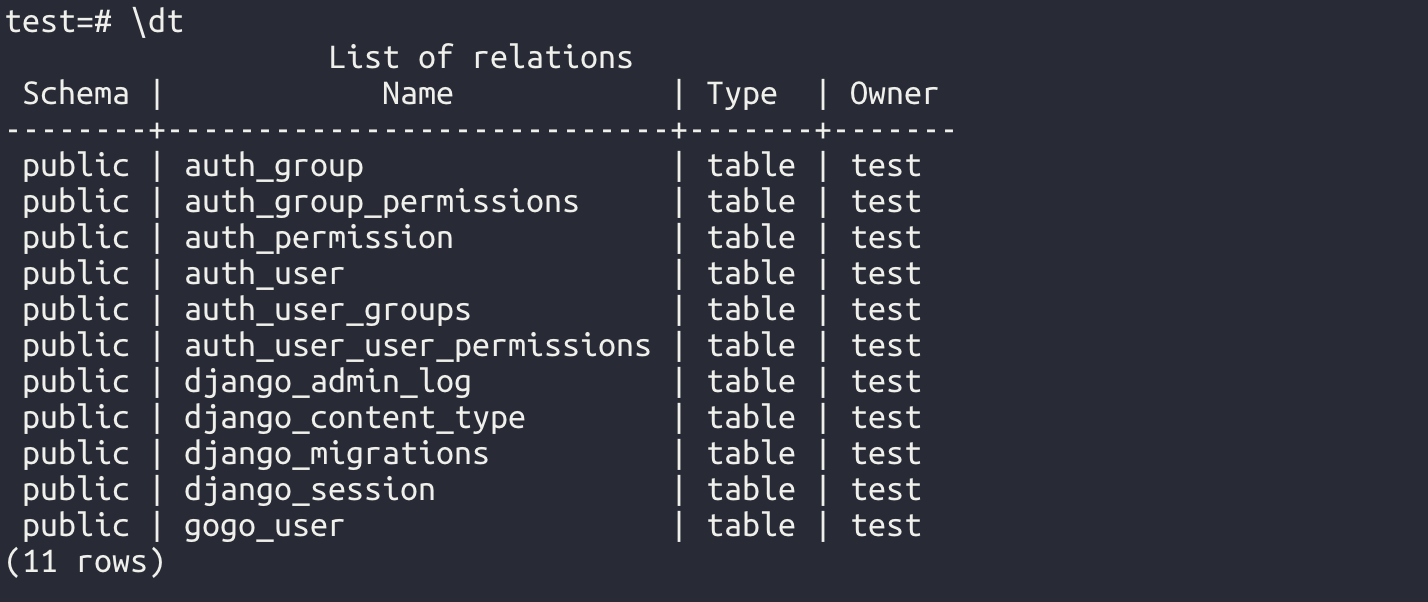 test=# \dt
                  List of relations
 Schema |            Name            | Type  | Owner
--------+----------------------------+-------+-------
 public | auth_group                 | table | test
 public | auth_group_permissions     | table | test
 public | auth_permission            | table | test
 public | auth_user                  | table | test
 public | auth_user_groups           | table | test
 public | auth_user_user_permissions | table | test
 public | django_admin_log           | table | test
 public | django_content_type        | table | test
 public | django_migrations          | table | test
 public | django_session             | table | test
 public | gogo_user                  | table | test
(11 rows)